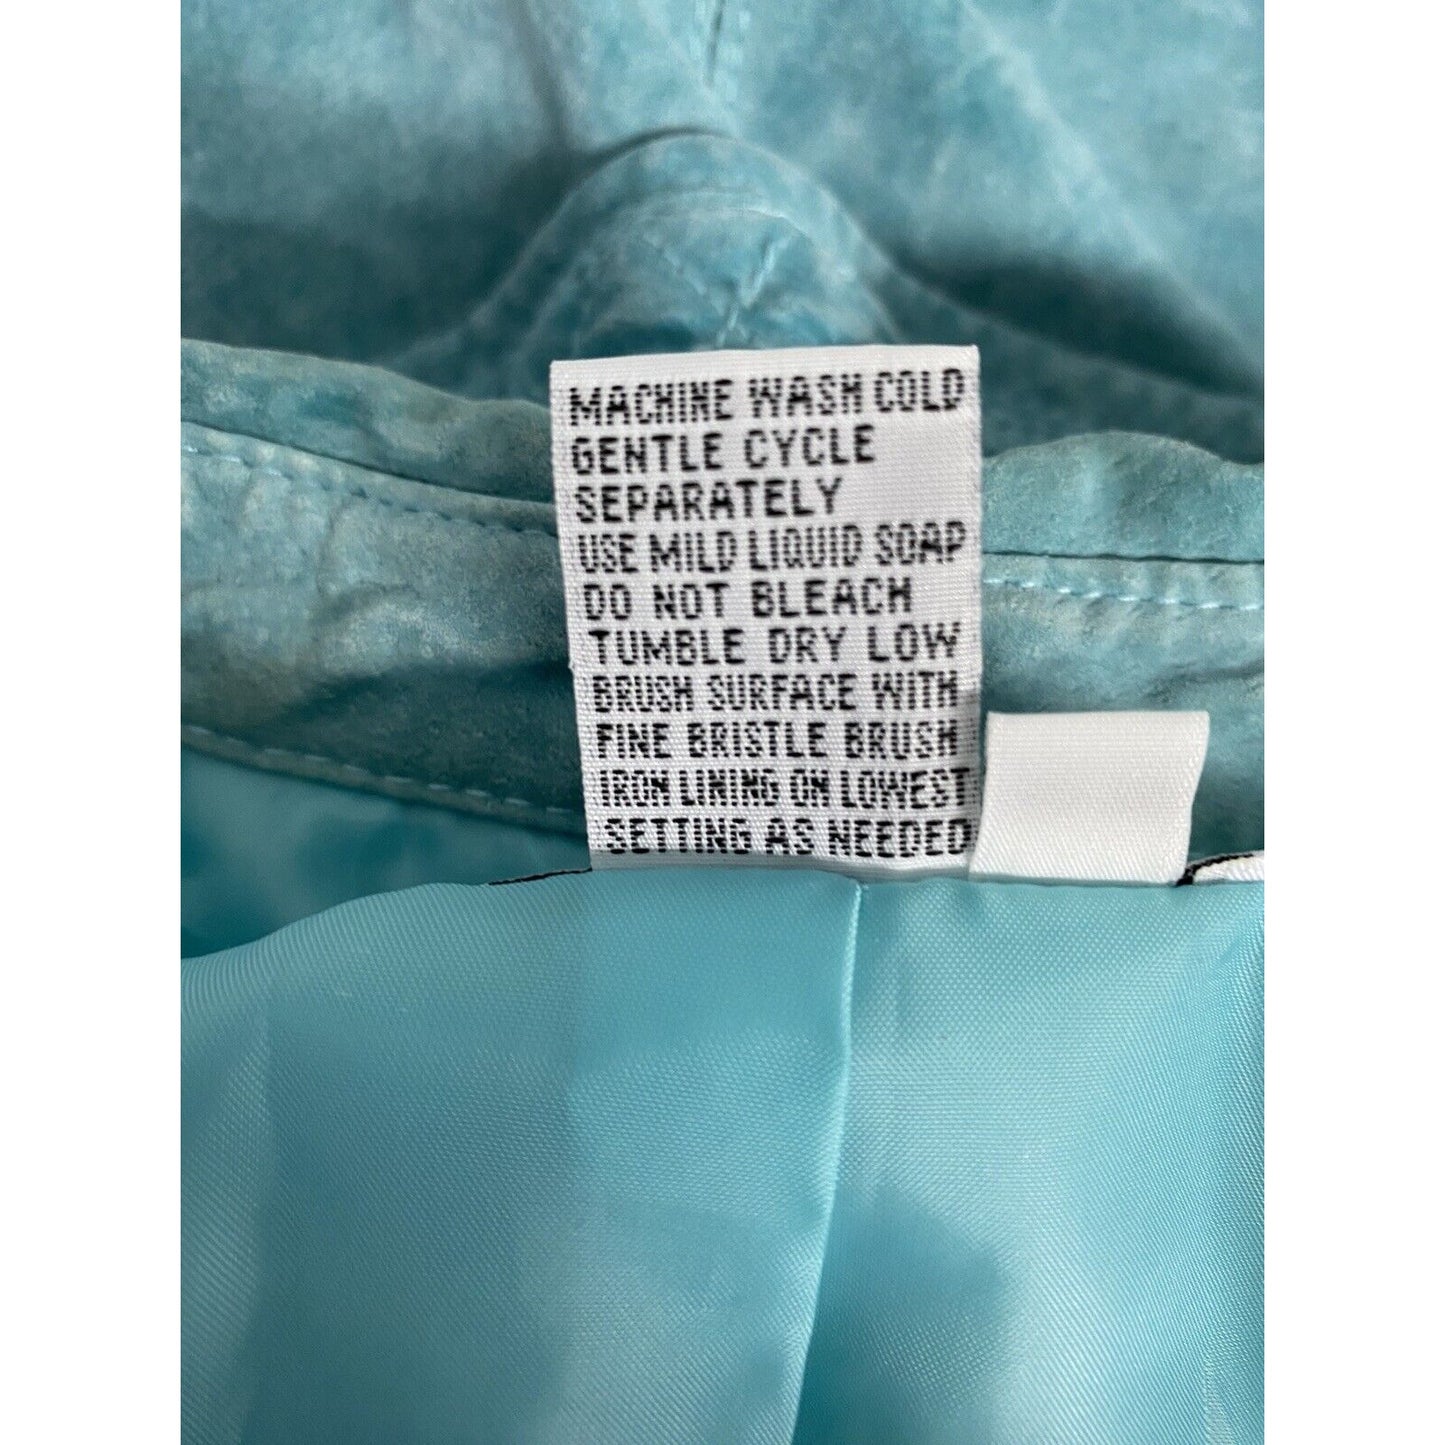 MACHINE WASH COLD
GENTLE CYCLE
SEPARATELY
USE MILD LIQUID SOAP
DO NOT BLEACH
TUMBLE DRY LOW
BRUSH SURFACE WITH
FINE BRISTLE BRUSH
IRON LINING ON LOWEST
SETTING AS NEEDED